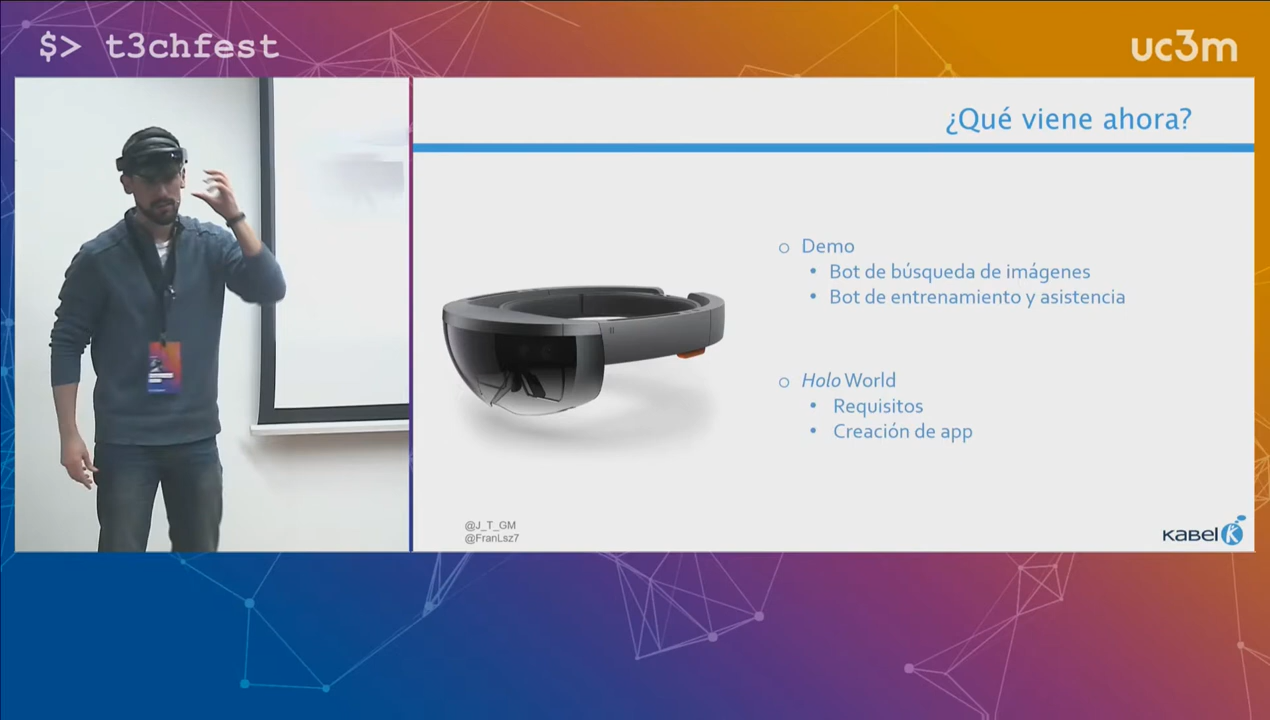 $> t3chfest
uc3m
¿Qué viene ahora?
Demo
Bot de búsqueda de imágenes
Bot de entrenamiento y asistencia
Holo World
Requisitos
Creación de app
@J_T_GM
@FranLsz7
Kabel